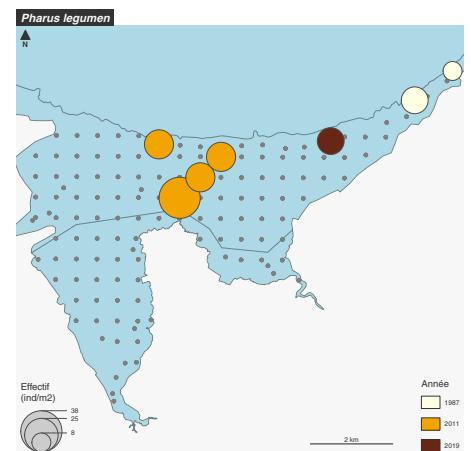 Pharus legumen
N
Effectif
(ind/m2)
38
25
8
2 km
Année
1987
2011
2019